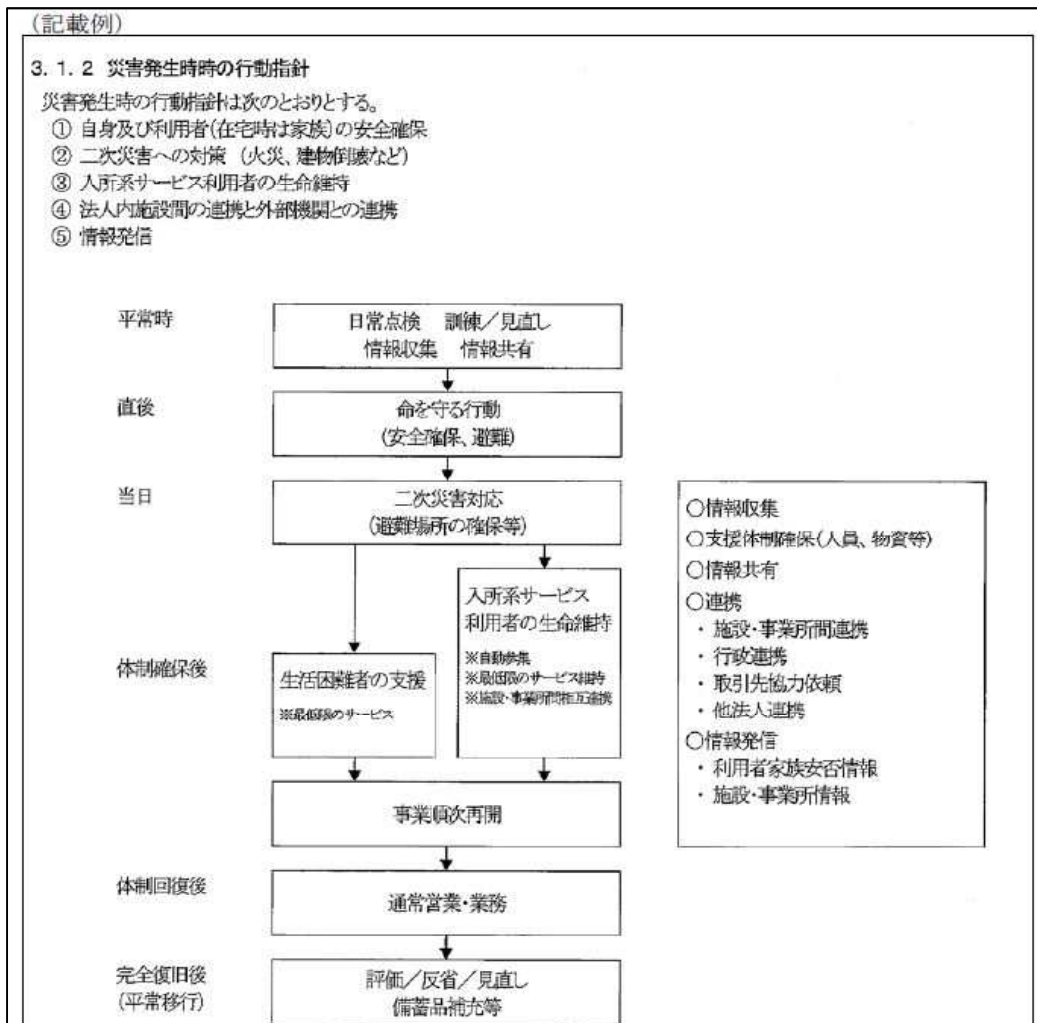 (記載例)
3.1.2 災害発生時時の行動指針
災害発生時の行動指針は次のとおりとする。
① 自身及び利用者(在宅時は家族)の安全確保
② 二次災害への対策 (火災、建物倒壊など)
③ 入所系サービス利用者の生命維持
④ 法人内施設間の連携と外部機関との連携
⑤ 情報発信
平常時
日常点検 訓練/見直し
情報収集 情報共有
直後
命を守る行動
(安全確保、避難)
当日
二次災害対応
(避難場所の確保等)
体制確保後
生活困難者の支援
※最低限のサービス
入所系サービス
利用者の生命維持
※自動参集
※最低限のサービス維持
※施設・事業所間相互連携
事業順次再開
体制回復後
通常営業・業務
完全復旧後
(平常移行)
評価/反省/見直し
備蓄品補充等
○情報収集
○支援体制確保(人員、物資等)
○情報共有
○連携
・ 施設・事業所間連携
・ 行政連携
・ 取引先協力依頼
・ 他法人連携
○情報発信
・ 利用者家族安否情報
・ 施設・事業所情報